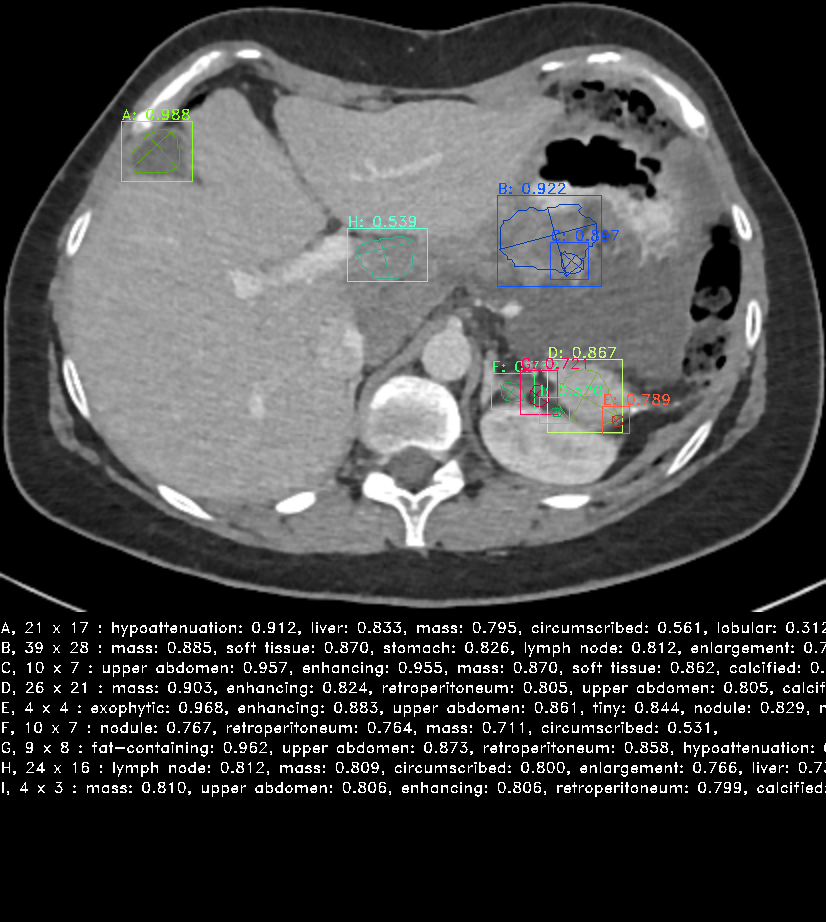 A: 0.988
B: 0.922
H: 0.539
D: 0.867
E: 0.789
A, 21 x 17 : hypoattenuation: 0.912, liver: 0.833, mass: 0.795, circumscribed: 0.561, lobular: 0.312
B, 39 x 28 : mass: 0.885, soft tissue: 0.870, stomach: 0.826, lymph node: 0.812, enlargement: 0.7
C, 10 x 7 : upper abdomen: 0.957, enhancing: 0.955, mass: 0.870, soft tissue: 0.862, calcified: 0.
D, 26 x 21 : mass: 0.903, enhancing: 0.824, retroperitoneum: 0.805, upper abdomen: 0.805, calcif
E, 4 x 4 : exophytic: 0.968, enhancing: 0.883, upper abdomen: 0.861, tiny: 0.844, nodule: 0.829,
F, 10 x 7 : nodule: 0.767, retroperitoneum: 0.764, mass: 0.711, circumscribed: 0.531,
G, 9 x 8 : fat-containing: 0.962, upper abdomen: 0.873, retroperitoneum: 0.858, hypoattenuation:
H, 24 x 16 : lymph node: 0.812, mass: 0.809, circumscribed: 0.800, enlargement: 0.766, liver: 0.7
I, 4 x 3 : mass: 0.810, upper abdomen: 0.806, enhancing: 0.806, retroperitoneum: 0.799, calcified: